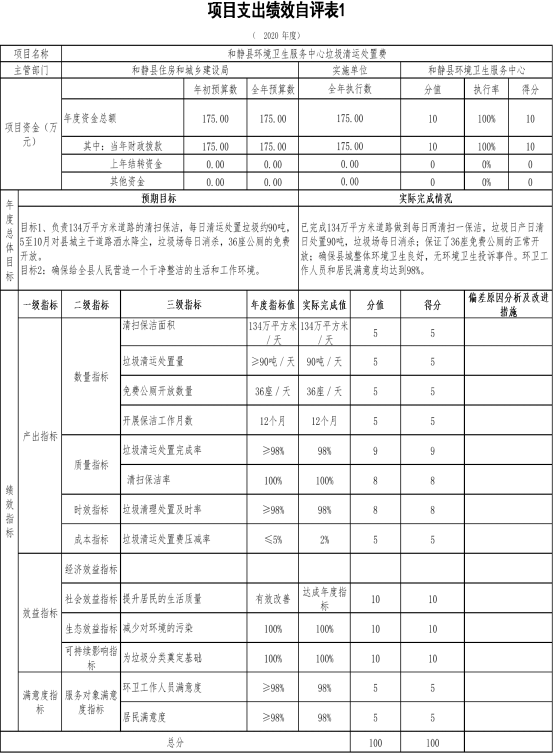 项目支出绩效自评表1
（ 2020 年度）
项目名称 和静县环境卫生服务中心垃圾清运处置费
主管部门 和静县住房和城乡建设局 实施单位 和静县环境卫生服务中心
项目资金（万元） 年初预算数 全年预算数 全年执行数 分值 执行率 得分
年度资金总额 175.00 175.00 175.00 10 100% 10
其中：当年财政拨款 175.00 175.00 175.00 10 100% 10
上年结转资金 0.00 0.00 0.00 0 0% 0
其他资金 0.00 0.00 0.00 0 0% 0
年度总体目标 预期目标 实际完成情况
目标1、负责134万平方米道路的清扫保洁，每日清运处置垃圾约90吨，
5至10月对县城主干道路洒水降尘，垃圾场每日消杀，36座公厕的免费
开放。
目标2；确保给全县人民营造一个干净整洁的生活和工作环境。
已完成134万平方米道路做到每日两清扫一保洁，垃圾日产日清
日处置90吨，垃圾场每日消杀；保证了36座免费公厕的正常开
放；确保县城整体环境卫生良好，无环境卫生投诉事件。环卫工
作人员和居民满意度均达到98%。
绩效指标 一级指标 二级指标 三级指标 年度指标值 实际完成值 分值 得分 偏差原因分析及改进措施
产出指标 数量指标 清扫保洁面积 134万平方米/天 134万平方米/天 5 5
垃圾清运处置量 ≥90吨/天 90吨/天 5 5
免费公厕开放数量 36座/天 36座/天 5 5
开展保洁工作月数 12个月 12个月 5 5
质量指标 垃圾清运处置完成率 ≥98% 98% 9 9
清扫保洁率 100% 100% 8 8
时效指标 垃圾清理处置及时率 ≥98% 98% 8 8
成本指标 垃圾清运处置费压减率 ≤5% 2% 5 5
效益指标 经济效益指标
社会效益指标 提升居民的生活质量 有效改善 达成年度指标 10 10
生态效益指标 减少对环境的污染 100% 100% 10 10
可持续影响指标 为垃圾分类奠定基础 100% 100% 10 10
满意度指标 服务对象满意度指标 环卫工作人员满意度 ≥98% 98% 5 5
居民满意度 ≥98% 98% 5 5
总分 100 100